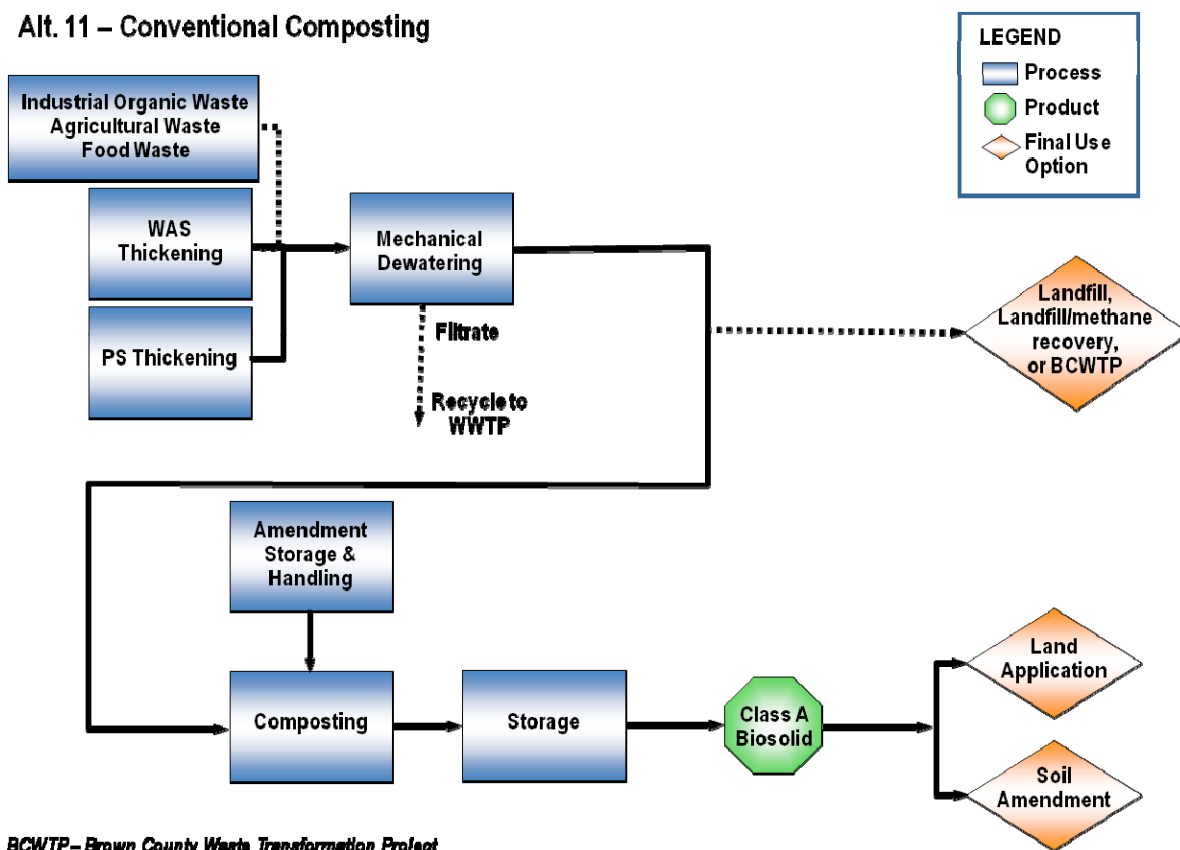 Alt. 11 – Conventional Composting
LEGEND
Process
Product
Final Use
Option
Industrial Organic Waste
Agricultural Waste
Food Waste
WAS
Thickening
Mechanical
Dewatering
PS Thickening
Filtrate
Recycle to
WWTP
Landfill,
Landfill/methane
recovery,
or BCWTP
Amendment
Storage &
Handling
Composting
Storage
Class A
Biosolid
Land
Application
Soil
Amendment
BCWTP – Brown County Waste Transformation Project